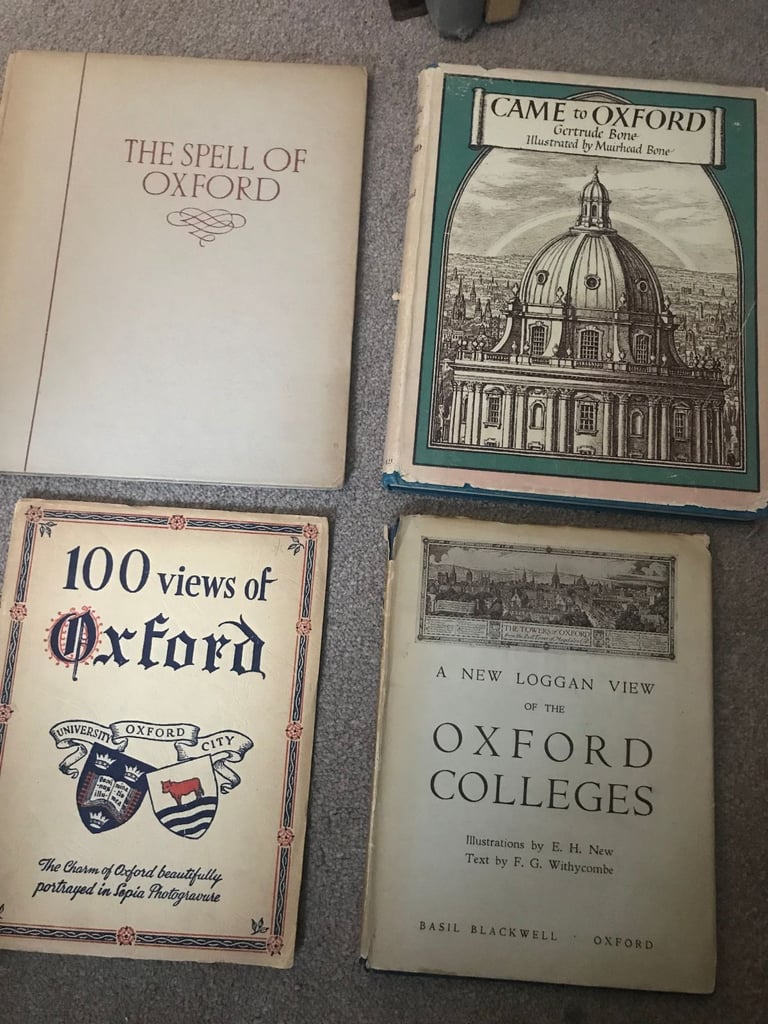 THE SPELL OF
OXFORD
CAME to OXFORD
Gertrude Bone
Illustrated by Muirhead Bone
100 views of
Oxford
UNIVERSITY OXFORD CITY
The Charm of Oxford beautifully
portrayed in Sepia Photogravure
THE TOWERS of OXFORD
A NEW LOGGAN VIEW
OF THE
OXFORD
COLLEGES
Illustrations by E. H. New
Text by F. G. Withycombe
BASIL BLACKWELL · OXFORD